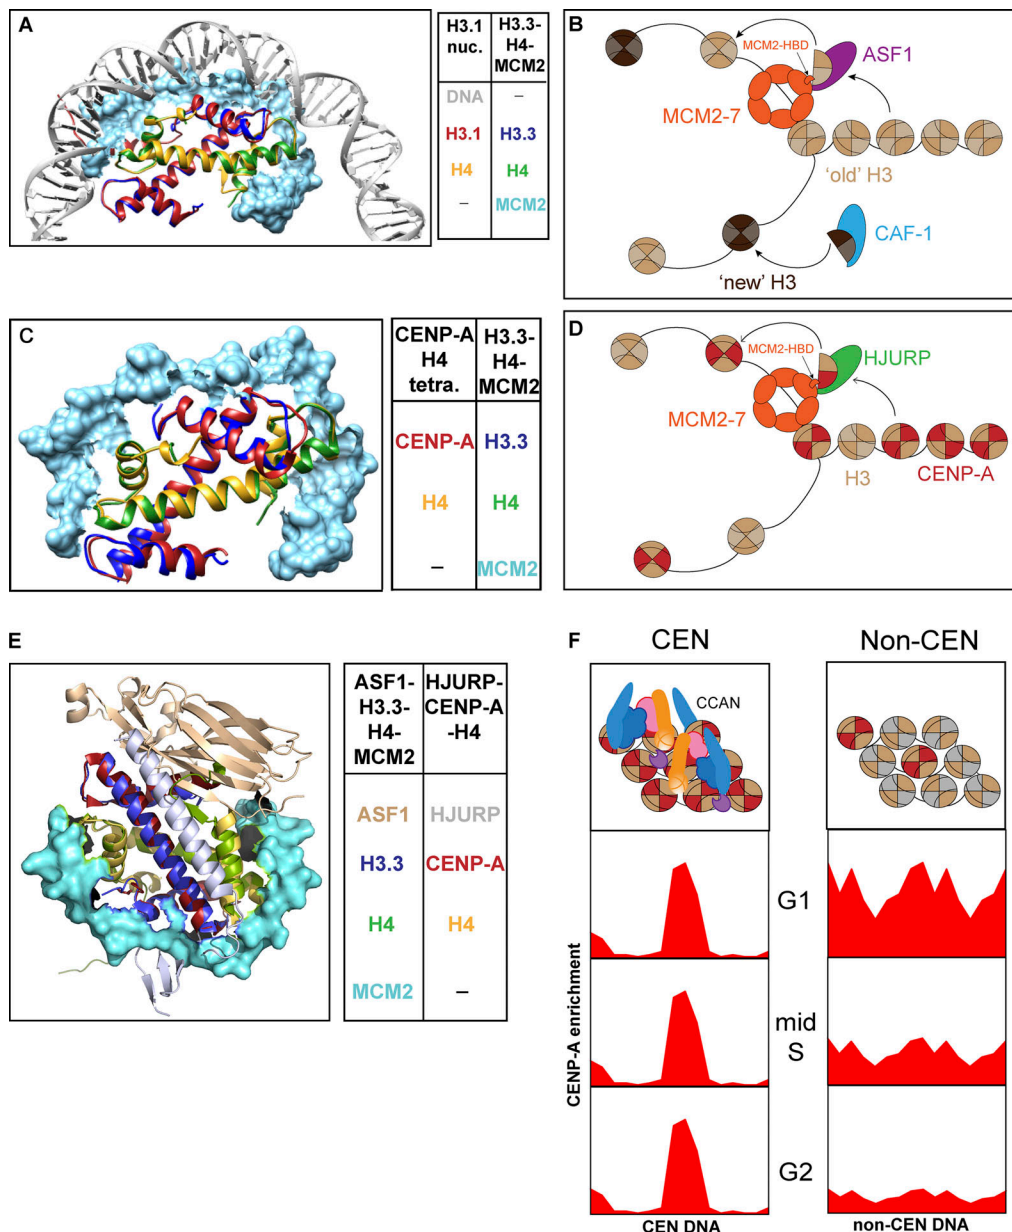 A
H3.1 nuc.
H3.3-H4-MCM2
DNA
–
H3.1
H3.3
H4
H4
–
MCM2
B
MCM2-HBD
ASF1
MCM2-7
'old' H3
CAF-1
'new' H3
C
CENP-A H4 tetra.
H3.3-H4-MCM2
CENP-A
H3.3
H4
H4
–
MCM2
D
MCM2-HBD
HJURP
MCM2-7
H3
CENP-A
E
ASF1-H3.3-H4-MCM2
HJURP-CENP-A-H4
ASF1
HJURP
H3.3
CENP-A
H4
H4
MCM2
–
F
CEN
Non-CEN
CCAN
CENP-A enrichment
G1
mid S
G2
CEN DNA
non-CEN DNA